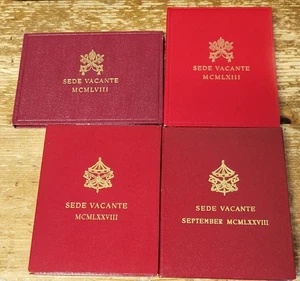 SEDE VACANTE
MCMLVIII
SEDE VACANTE
MCMLXIII
SEDE VACANTE
MCMLXXVIII
SEDE VACANTE
SEPTEMBER MCMLXXVIII